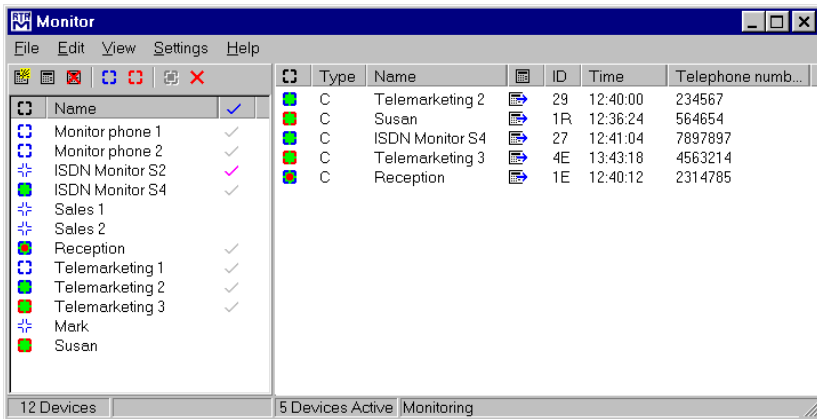 RTM Monitor
File Edit View Settings Help
Name
Monitor phone 1
Monitor phone 2
ISDN Monitor S2
ISDN Monitor S4
Sales 1
Sales 2
Reception
Telemarketing 1
Telemarketing 2
Telemarketing 3
Mark
Susan
12 Devices
Type Name ID Time Telephone numb...
C Telemarketing 2 29 12:40:00 234567
C Susan 1R 12:36:24 564654
C ISDN Monitor S4 27 12:41:04 7897897
C Telemarketing 3 4E 13:43:18 4563214
C Reception 1E 12:40:12 2314785
5 Devices Active Monitoring